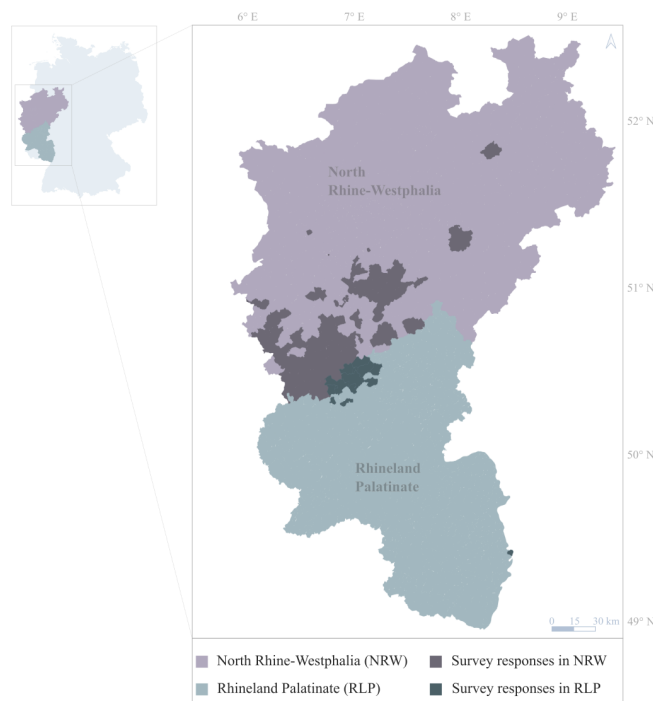 6° E 7° E 8° E 9° E
52° N
North
Rhine-Westphalia
51° N
50° N
Rhineland
Palatinate
0 15 30 km
49° N
North Rhine-Westphalia (NRW) Survey responses in NRW
Rhineland Palatinate (RLP) Survey responses in RLP